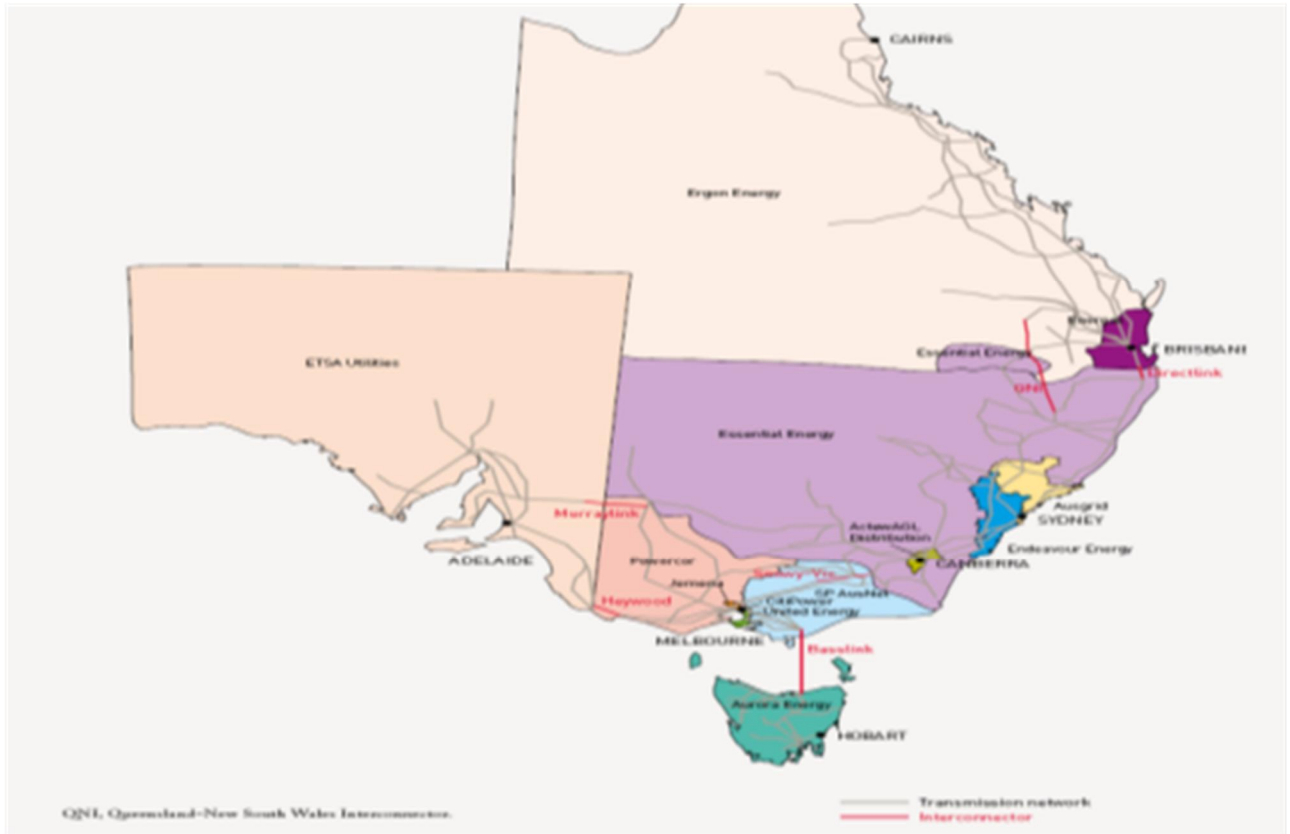 CAIRNS
Ergon Energy
ETSA Utilities
Essential Energy
BRISBANE
Directlink
QNI
Essential Energy
Murraylink
ADELAIDE
Ausgrid
SYDNEY
ActewAGL
Distribution
Endeavour Energy
CANBERRA
Powercor
Jemena
SP AusNet
CitiPower
United Energy
Heywood
MELBOURNE
Basslink
Aurora Energy
HOBART
QNI, Queensland–New South Wales Interconnector.
Transmission network
Interconnector